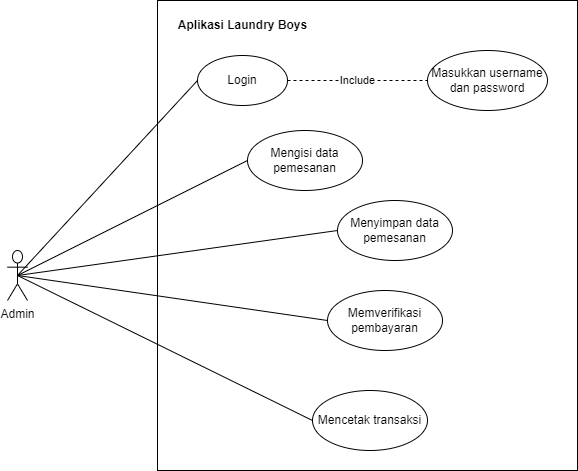 Aplikasi Laundry Boys
Login
Include
Masukkan username
dan password
Mengisi data
pemesanan
Menyimpan data
pemesanan
Admin
Memverifikasi
pembayaran
Mencetak transaksi